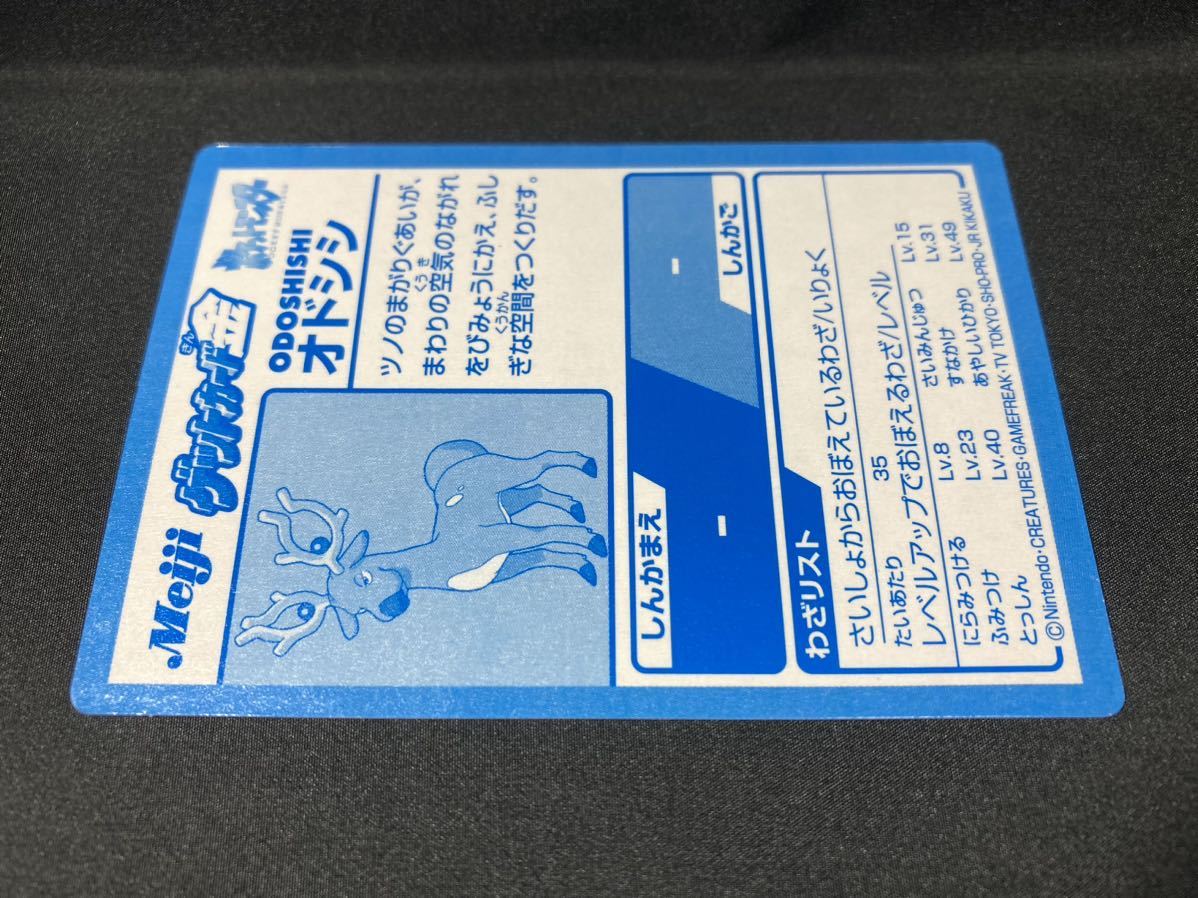 Meiji ゲットカード金
きん
ポケットモンスター
ODOSHISHI
オドシシ
ツノのまがりぐあいが、
まわりの空気のながれ
くうき
をびみょうにかえ、ふし
ぎな空間をつくりだす。
くうかん
しんかまえ
-
しんかご
-
わざリスト
さいしょからおぼえているわざ/いりょく
たいあたり 35
レベルアップでおぼえるわざ/レベル
にらみつける Lv.8 さいみんじゅつ Lv.15
ふみつけ Lv.23 すなかけ Lv.31
とっしん Lv.40 あやしいひかり Lv.49
©Nintendo・CREATURES・GAMEFREAK・TV TOKYO・SHO-PRO・JR KIKAKU